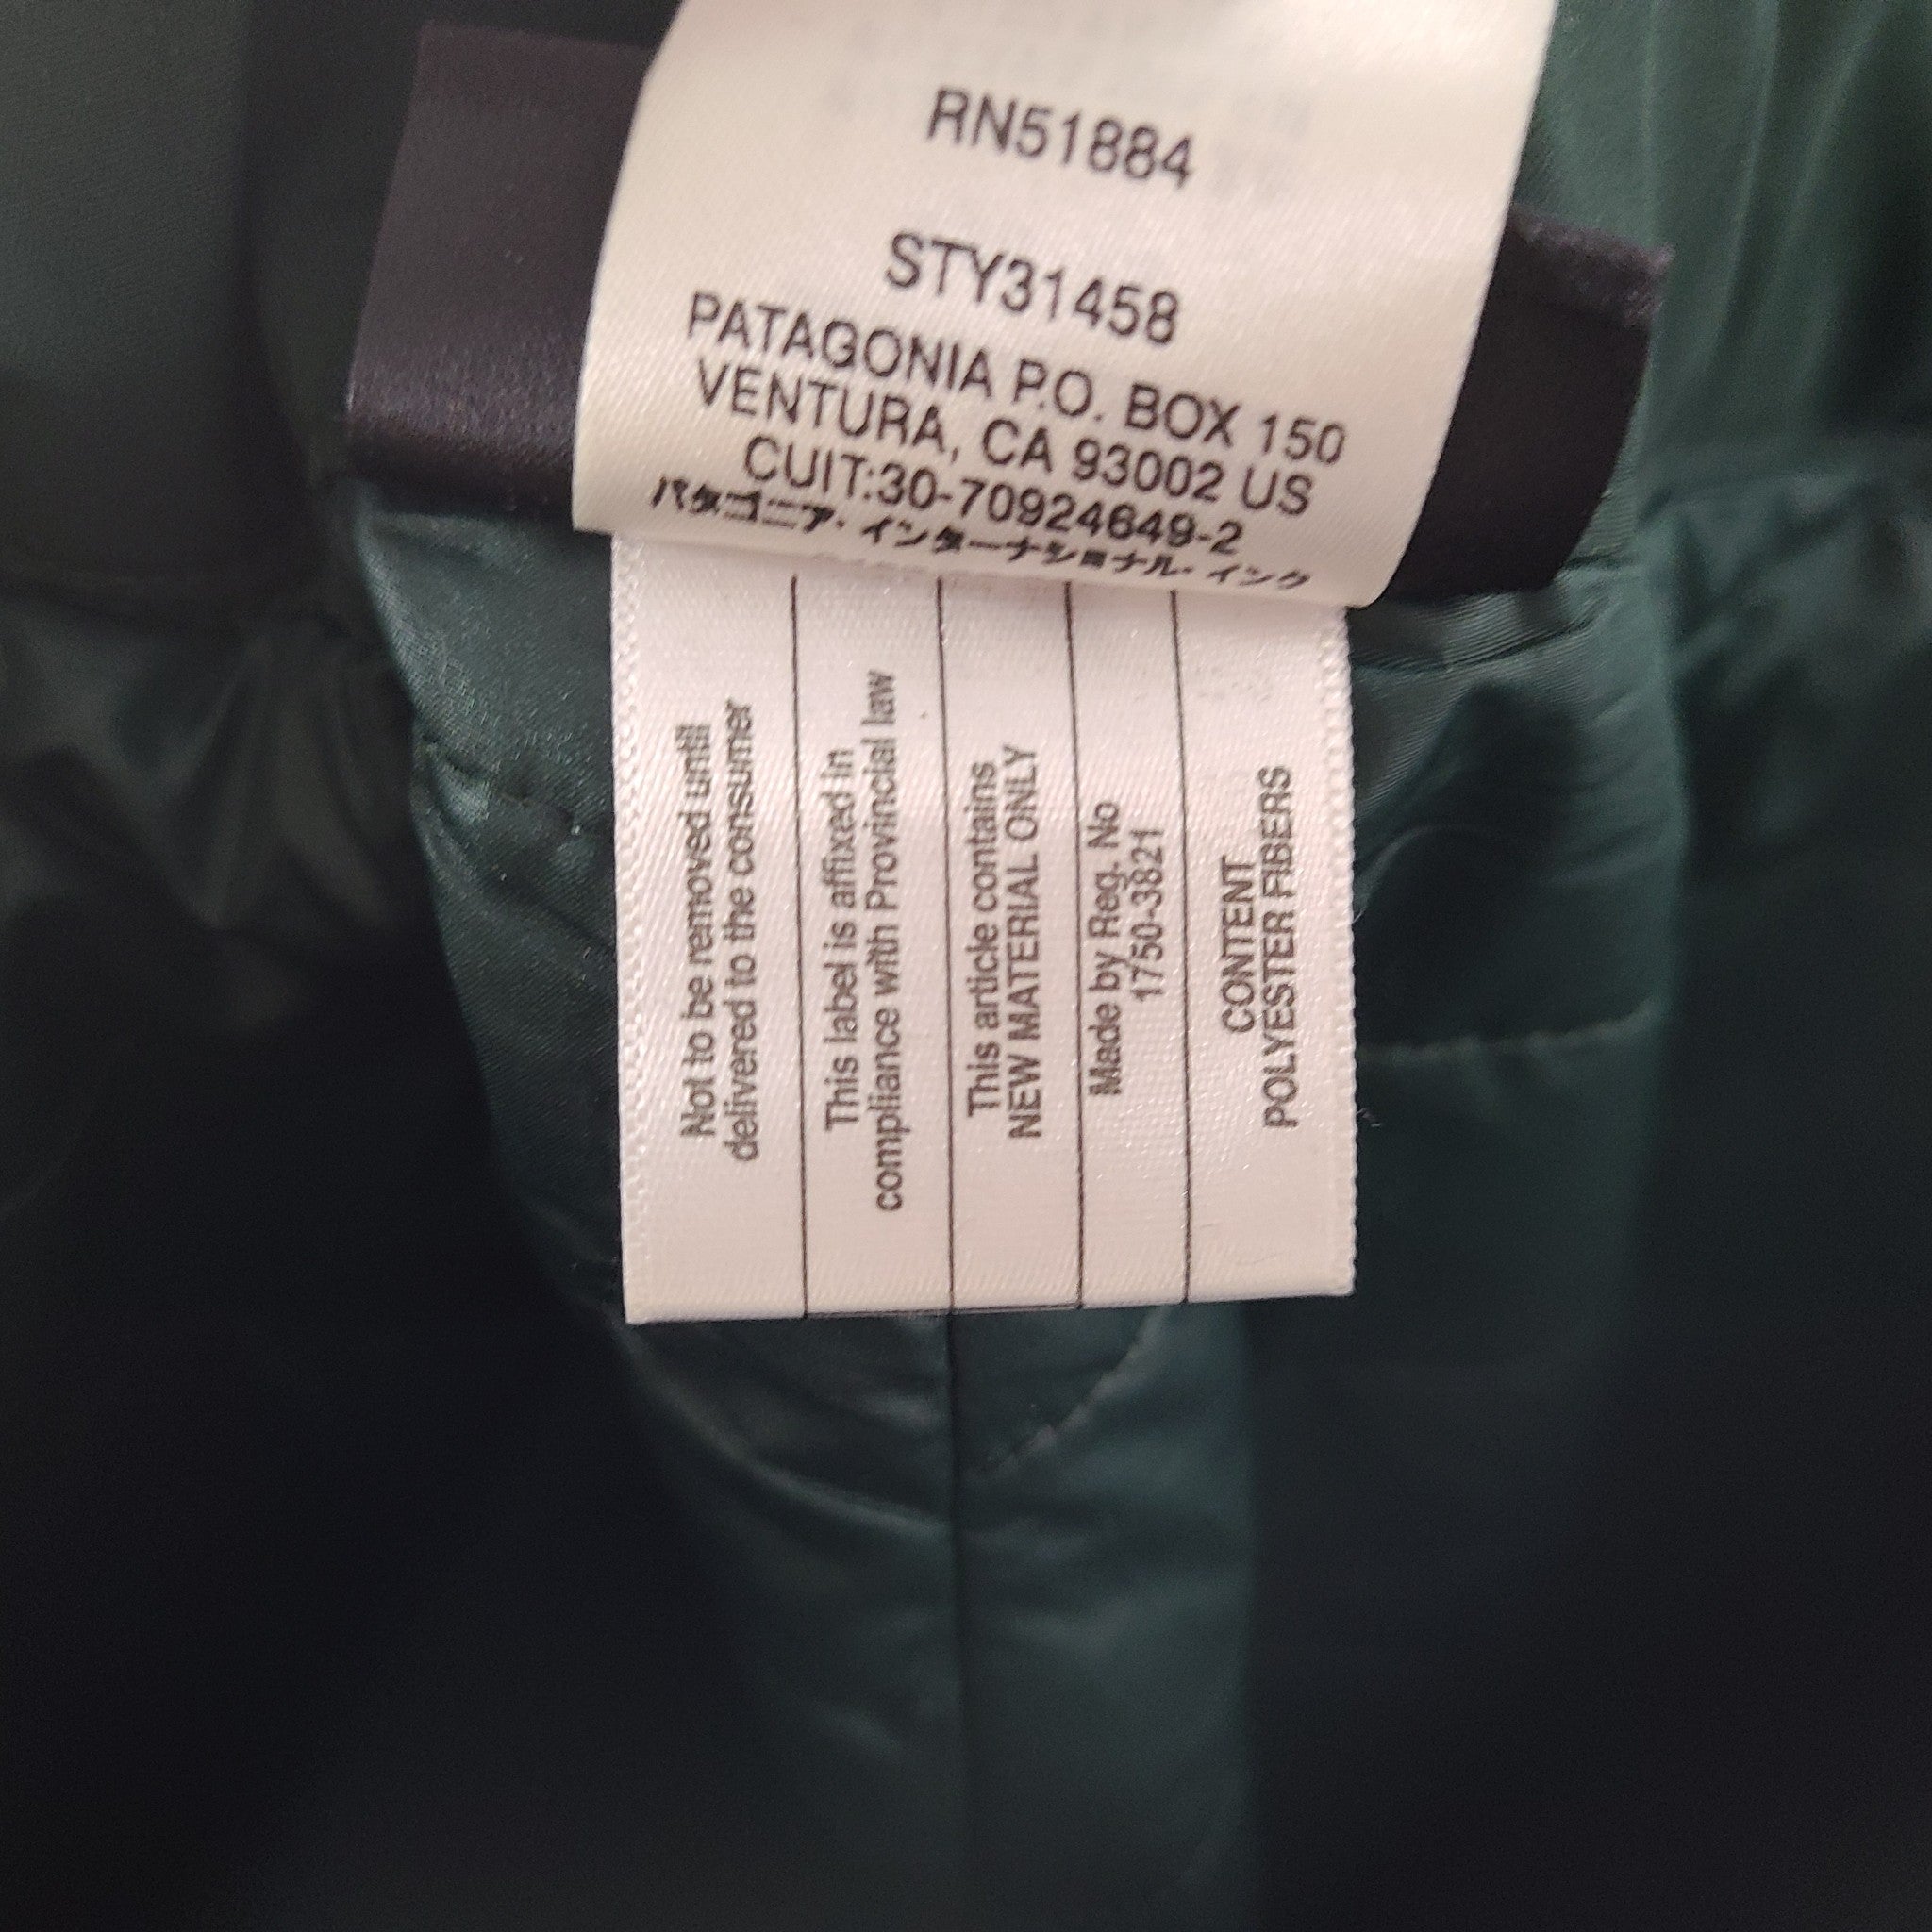 RN51884
STY31458
PATAGONIA P.O. BOX 150
VENTURA, CA 93002 US
CUIT:30-70924649-2
パタゴニア・インターナショナル・インク
Not to be removed until
delivered to the consumer
This label is affixed in
compliance with Provincial law
This article contains
NEW MATERIAL ONLY
Made by Reg. No
1750-3821
CONTENT
POLYESTER FIBERS